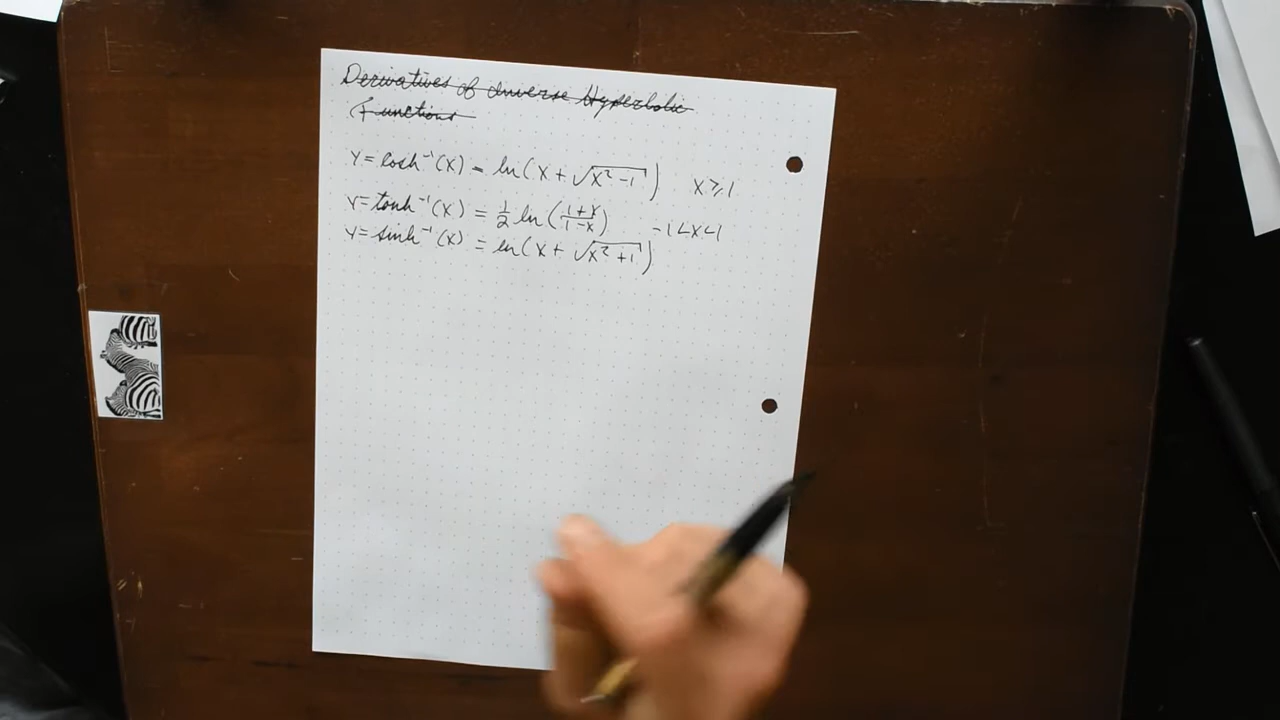 Derivatives of Inverse Hyperbolic
Functions
y = cosh⁻¹(x) = ln(x + √(x² - 1)) x ≥ 1
y = tanh⁻¹(x) = 1/2 ln((1+x)/(1-x)) -1 < x < 1
y = sinh⁻¹(x) = ln(x + √(x² + 1))